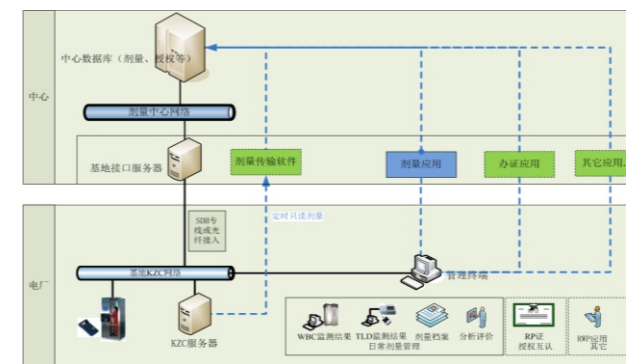 中心数据库（剂量、授权等）
中心
剂量中心网络
基地接口服务器
剂量传输软件
剂量应用
办证应用
其它应用
SDH专
线或光
纤接入
定时只读剂量
基地KZC网络
管理终端
电厂
KZC服务器
WBC监测结果
TLD监测结果
剂量档案
分析评价
日常剂量管理
RP证
授权互认
RWP应用
其它